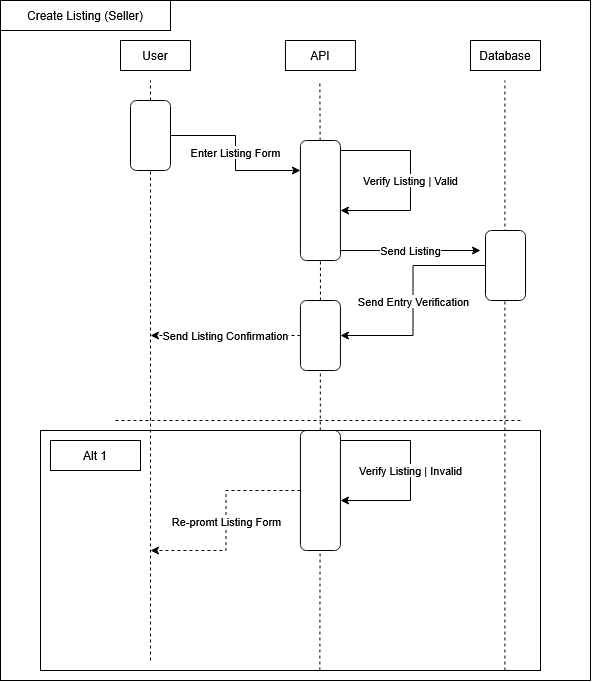 Create Listing (Seller)
User
API
Database
Enter Listing Form
Verify Listing | Valid
Send Listing
Send Entry Verification
Send Listing Confirmation
Alt 1
Verify Listing | Invalid
Re-promt Listing Form